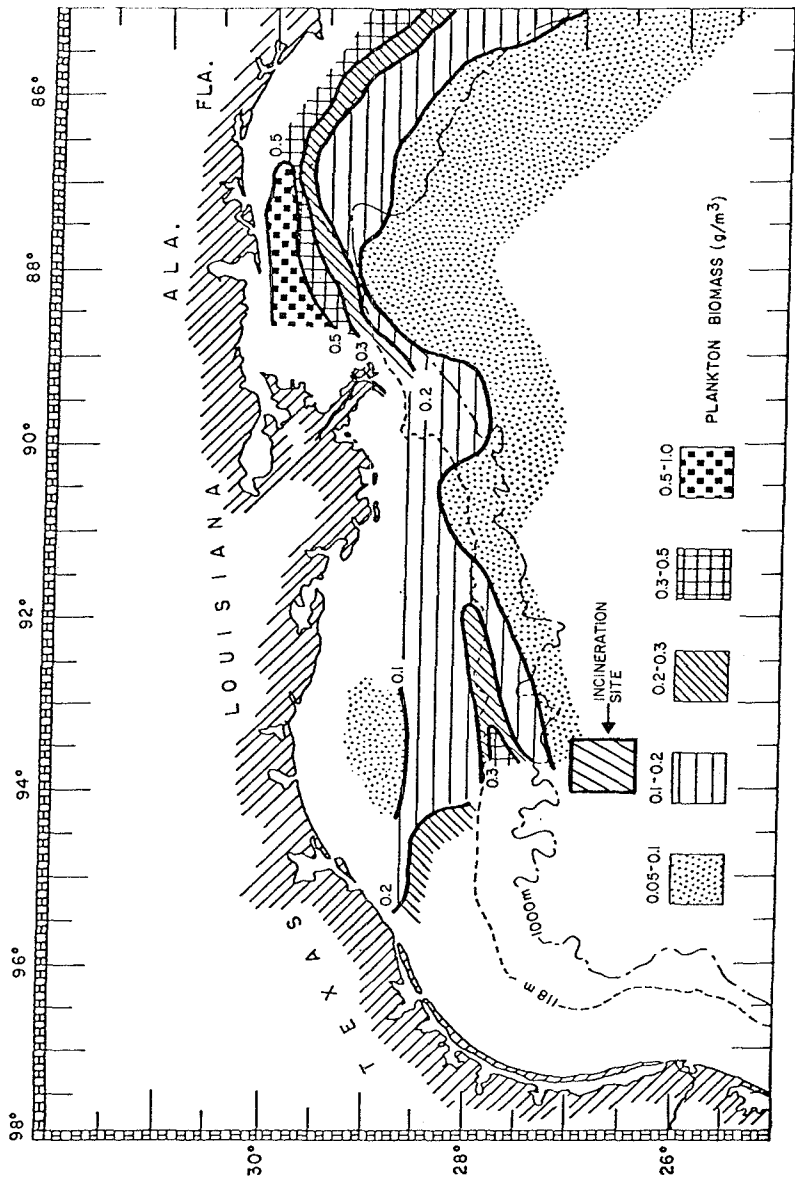 98°
96°
94°
92°
90°
88°
86°
30°
28°
26°
TEXAS
LOUISIANA
ALA.
FLA.
0.2
0.1
0.3
0.2
0.3
0.5
0.5
118 m
1000m
INCINERATION
SITE
0.05-0.1
0.1-0.2
0.2-0.3
0.3-0.5
0.5-1.0
PLANKTON BIOMASS (g/m³)